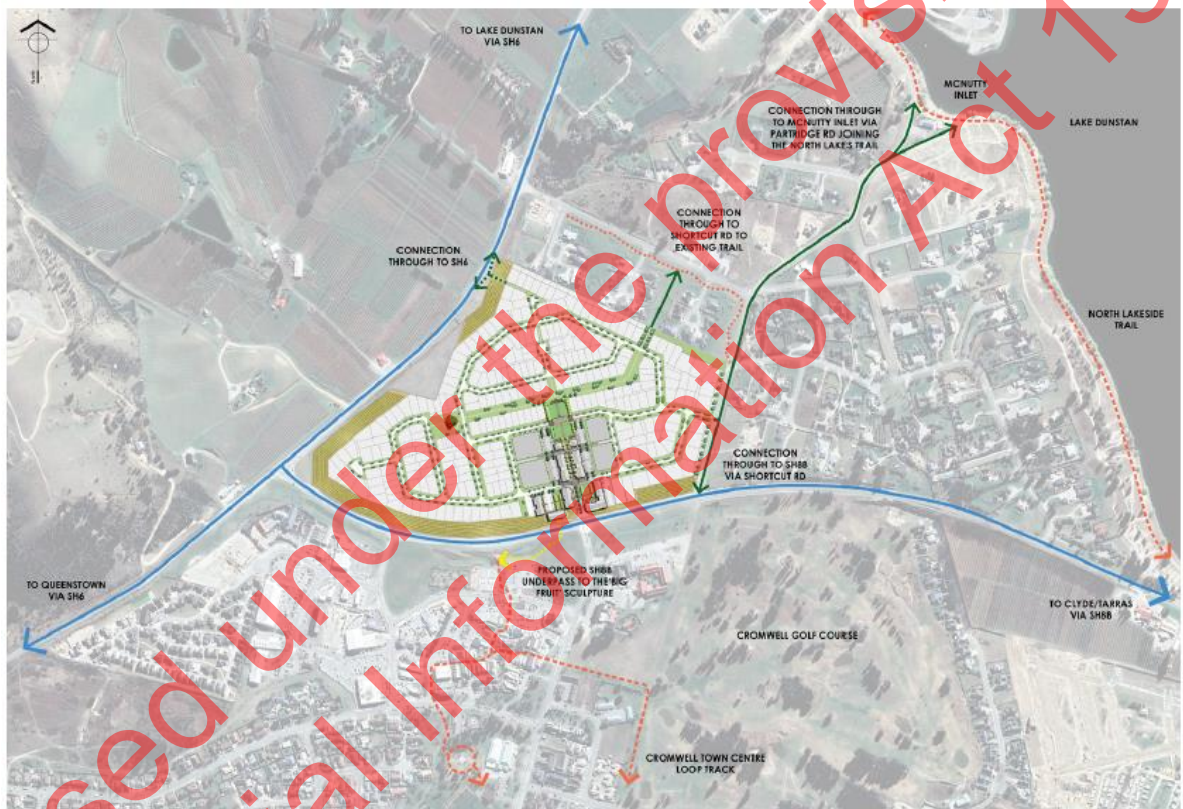 TO LAKE DUNSTAN
VIA SH6
MCNUTTY
INLET
CONNECTION THROUGH
TO MCNUTTY INLET VIA
PARTRIDGE RD JOINING
THE NORTH LAKES TRAIL
LAKE DUNSTAN
CONNECTION
THROUGH TO
SHORTCUT RD TO
EXISTING TRAIL
CONNECTION
THROUGH TO SH6
NORTH LAKESIDE
TRAIL
CONNECTION
THROUGH TO SH8B
VIA SHORTCUT RD
PROPOSED SH8B
UNDERPASS TO THE 'BIG
FRUIT' SCULPTURE
TO QUEENSTOWN
VIA SH6
TO CLYDE/TARRAS
VIA SH8B
CROMWELL GOLF COURSE
CROMWELL TOWN CENTRE
LOOP TRACK
sed under the provis
ial Information Act 19